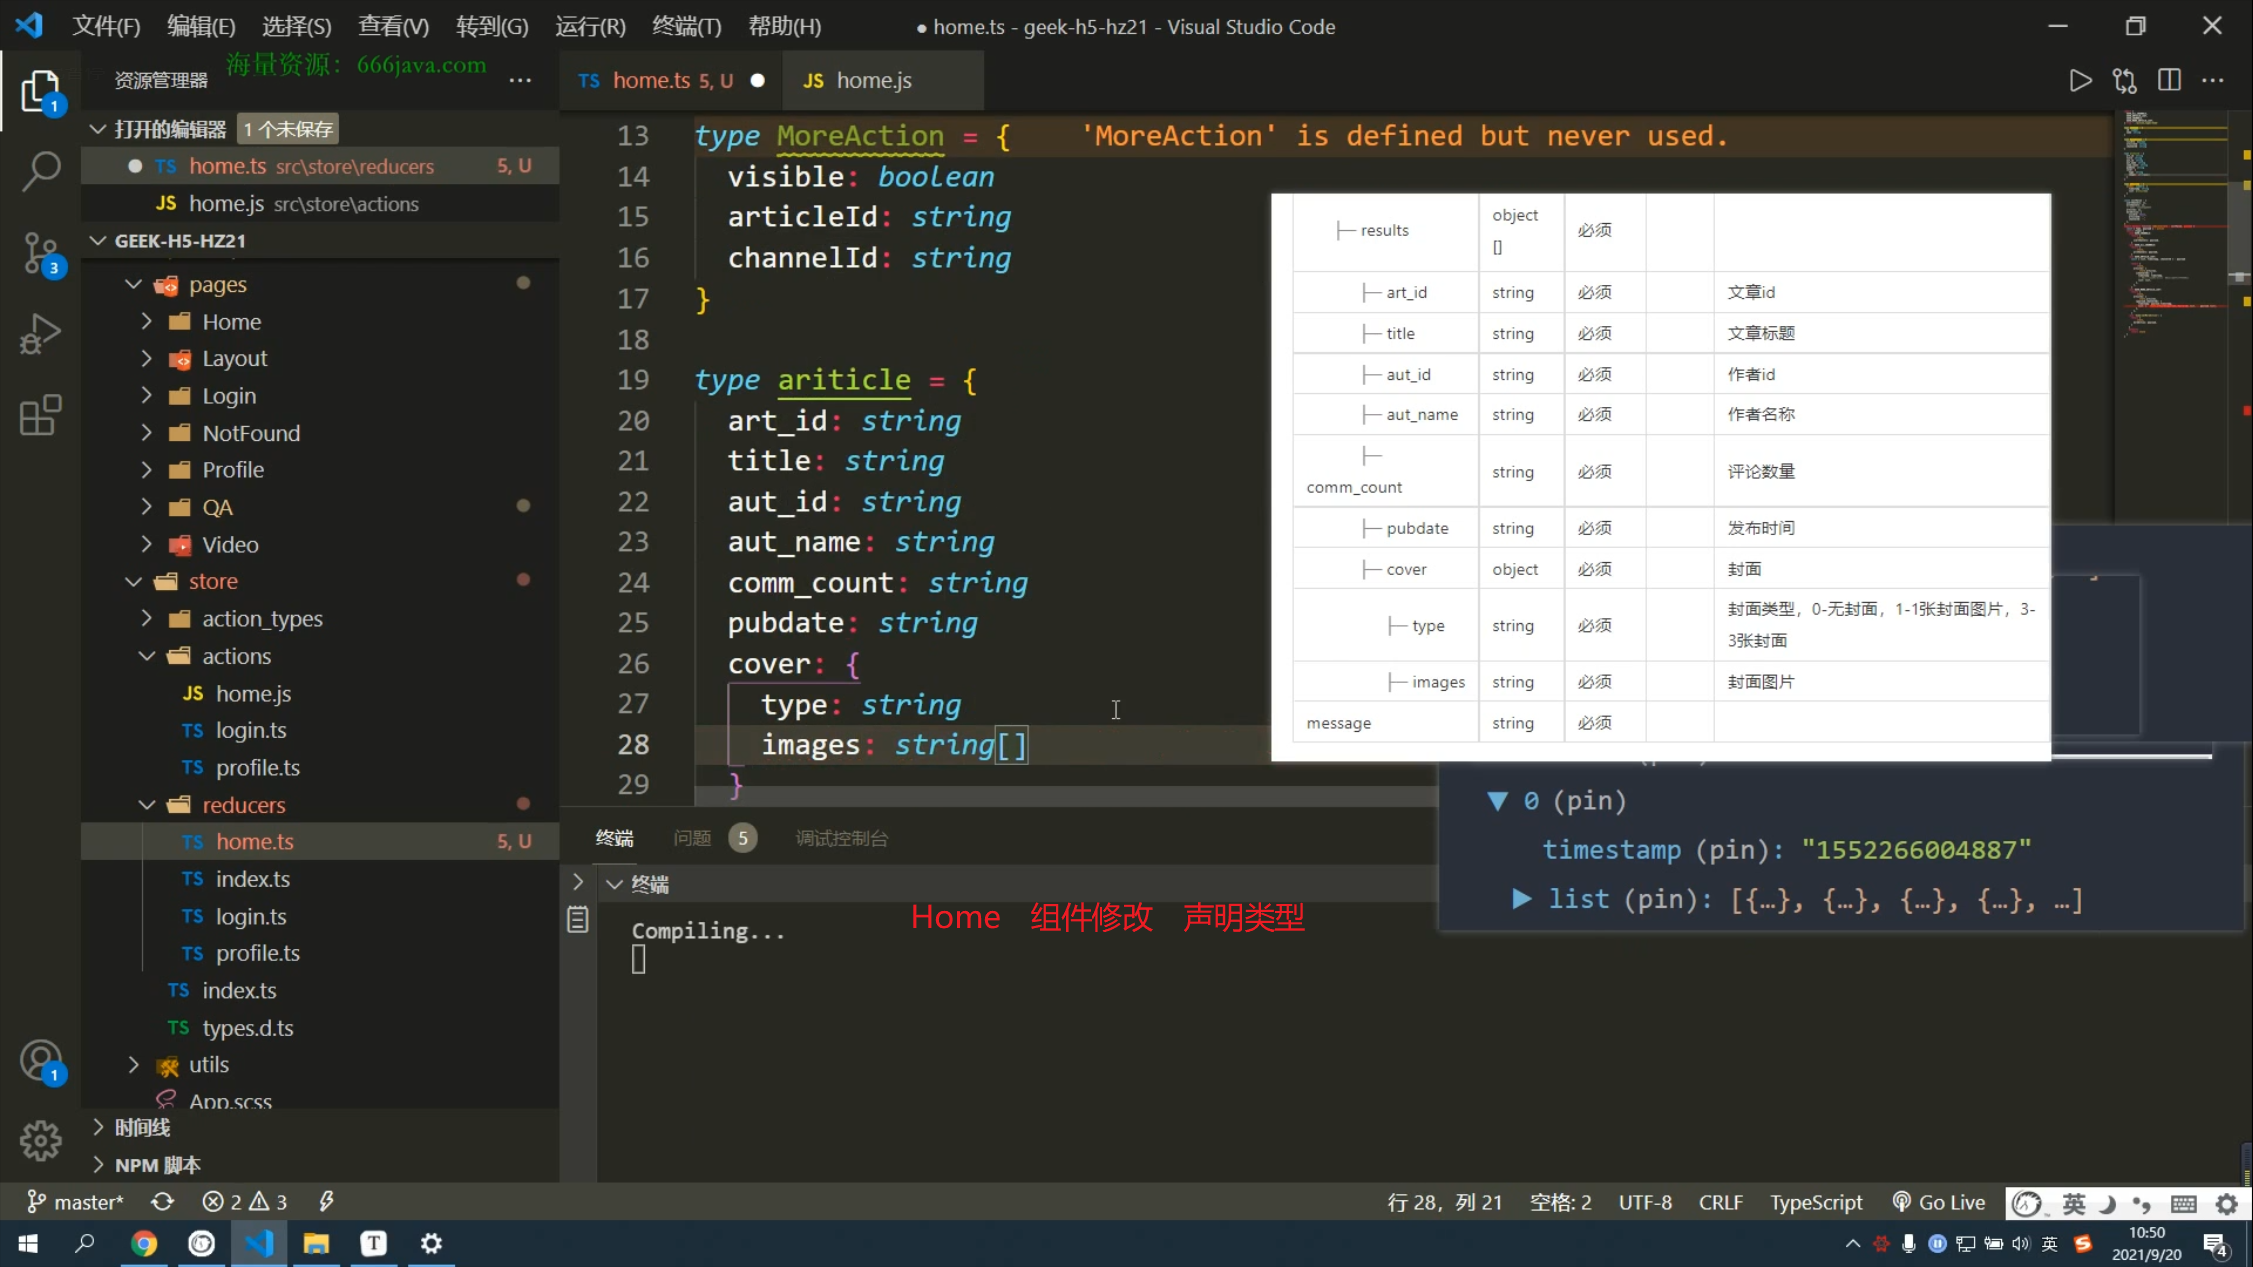 文件(F) 编辑(E) 选择(S) 查看(V) 转到(G) 运行(R) 终端(T) 帮助(H)
● home.ts - geek-h5-hz21 - Visual Studio Code
海量资源：666java.com
资源管理器
TS home.ts 5, U
JS home.js
打开的编辑器 1 个未保存
TS home.ts src\store\reducers 5, U
JS home.js src\store\actions
GEEK-H5-HZ21
pages
Home
Layout
Login
NotFound
Profile
QA
Video
store
action_types
actions
JS home.js
TS login.ts
TS profile.ts
reducers
TS home.ts 5, U
TS index.ts
TS login.ts
TS profile.ts
TS index.ts
TS types.d.ts
utils
App.scss
时间线
NPM 脚本
1
3
1
13 type MoreAction = { 'MoreAction' is defined but never used.
14 visible: boolean
15 articleId: string
16 channelId: string
17 }
18
19 type ariticle = {
20 art_id: string
21 title: string
22 aut_id: string
23 aut_name: string
24 comm_count: string
25 pubdate: string
26 cover: {
27 type: string
28 images: string[]
29 }
results object [] 必须
art_id string 必须 文章id
title string 必须 文章标题
aut_id string 必须 作者id
aut_name string 必须 作者名称
comm_count string 必须 评论数量
pubdate string 必须 发布时间
cover object 必须 封面
type string 必须 封面类型，0-无封面，1-1张封面图片，3-
3张封面
images string 必须 封面图片
message string 必须
▼ 0 (pin)
timestamp (pin): "1552266004887"
▶ list (pin): [{…}, {…}, {…}, {…}, …]
终端 问题 5 调试控制台
终端
Compiling...
Home 组件修改 声明类型
master* 2 3
行 28，列 21 空格: 2 UTF-8 CRLF TypeScript Go Live 英
T
英
10:50
2021/9/20
4